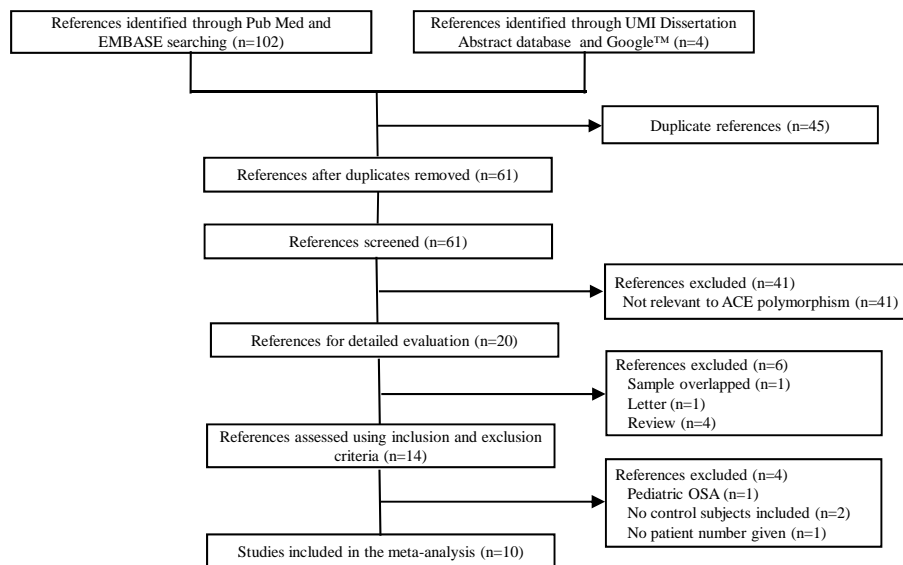 References identified through Pub Med and
EMBASE searching (n=102)
References identified through UMI Dissertation
Abstract database and Google™ (n=4)
Duplicate references (n=45)
References after duplicates removed (n=61)
References screened (n=61)
References excluded (n=41)
Not relevant to ACE polymorphism (n=41)
References for detailed evaluation (n=20)
References excluded (n=6)
Sample overlapped (n=1)
Letter (n=1)
Review (n=4)
References assessed using inclusion and exclusion
criteria (n=14)
References excluded (n=4)
Pediatric OSA (n=1)
No control subjects included (n=2)
No patient number given (n=1)
Studies included in the meta-analysis (n=10)